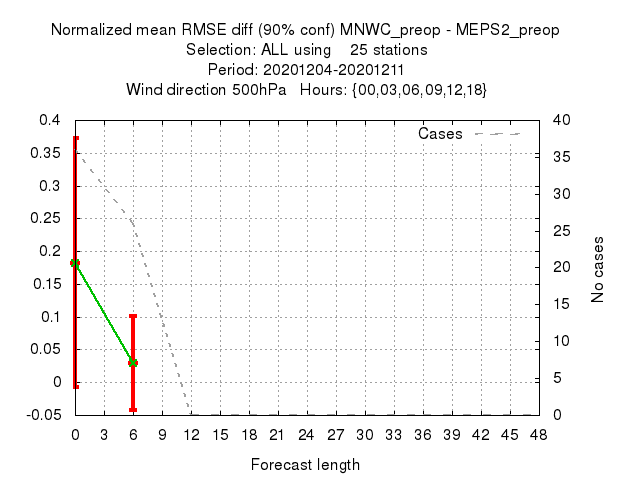 Normalized mean RMSE diff (90% conf) MNWC_preop - MEPS2_preop
Selection: ALL using 25 stations
Period: 20201204-20201211
Wind direction 500hPa Hours: {00,03,06,09,12,18}
Cases
0.4
0.35
0.3
0.25
0.2
0.15
0.1
0.05
0
-0.05
40
35
30
25
20
15
10
5
0
No cases
0 3 6 9 12 15 18 21 24 27 30 33 36 39 42 45 48
Forecast length